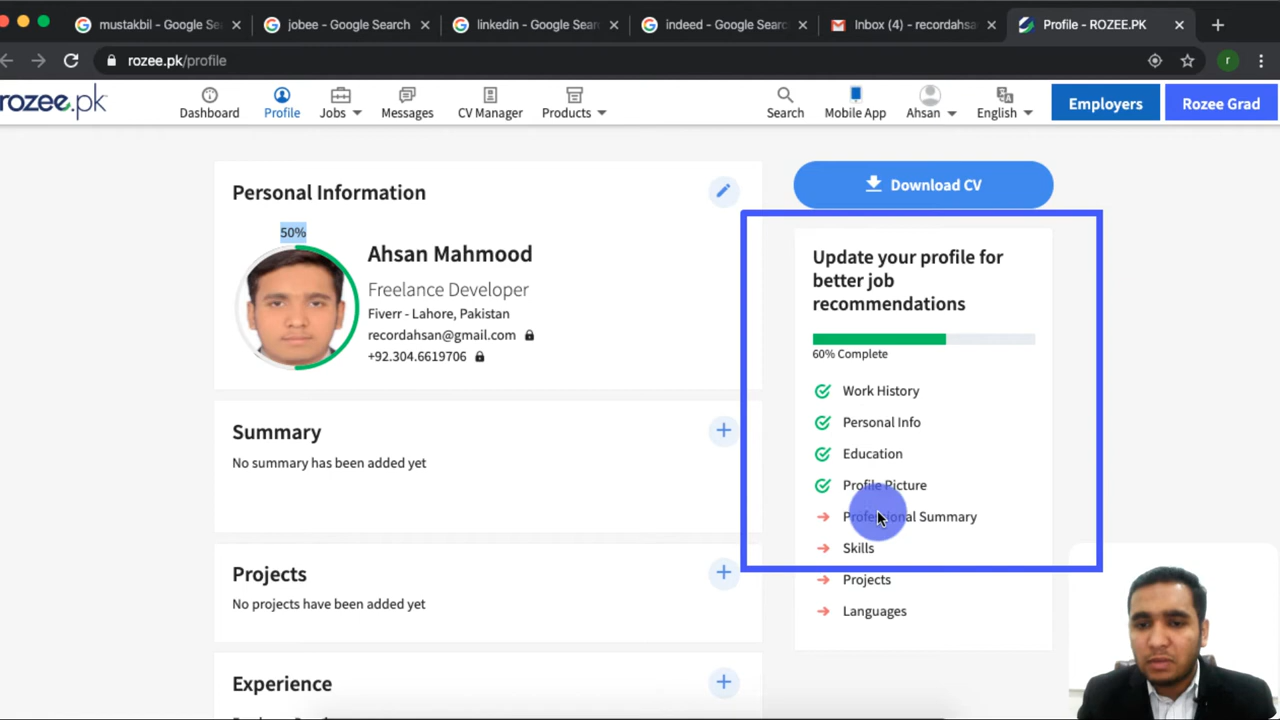 mustakbil - Google Se
jobee - Google Search
linkedin - Google Sear
indeed - Google Searc
Inbox (4) - recordahsa
Profile - ROZEE.PK
rozee.pk/profile
r
rozee.pk
Dashboard
Profile
Jobs
Messages
CV Manager
Products
Search
Mobile App
Ahsan
English
Employers
Rozee Grad
Personal Information
50%
Ahsan Mahmood
Freelance Developer
Fiverr - Lahore, Pakistan
recordahsan@gmail.com
+92.304.6619706
Summary
No summary has been added yet
Projects
No projects have been added yet
Experience
Download CV
Update your profile for
better job
recommendations
60% Complete
Work History
Personal Info
Education
Profile Picture
Professional Summary
Skills
Projects
Languages